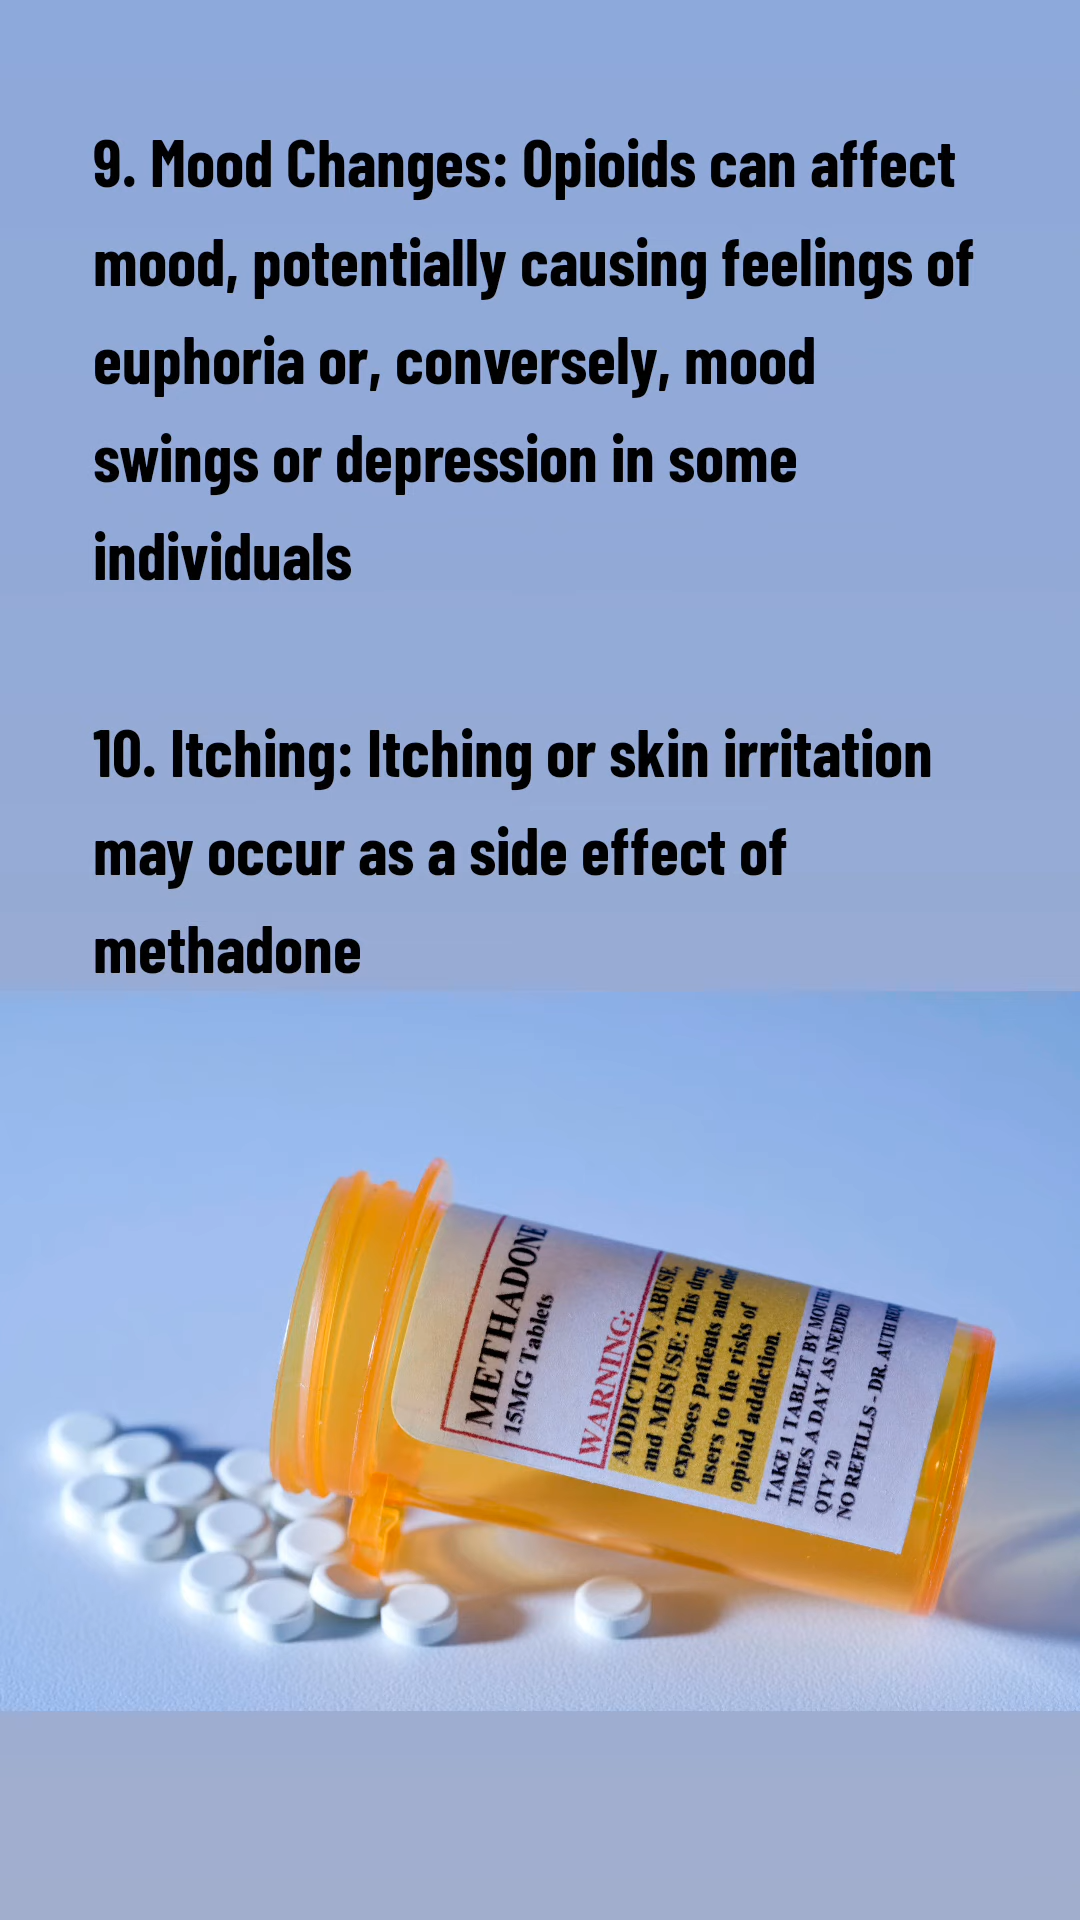 9. Mood Changes: Opioids can affect
mood, potentially causing feelings of
euphoria or, conversely, mood
swings or depression in some
individuals
10. Itching: Itching or skin irritation
may occur as a side effect of
methadone
METHADONE
15MG Tablets
WARNING:
ADDICTION, ABUSE,
and MISUSE: This drug
exposes patients and other
users to the risks of
opioid addiction.
TAKE 1 TABLET BY MOUTH
TIMES A DAY AS NEEDED
QTY 20
NO REFILLS - DR. AUTH